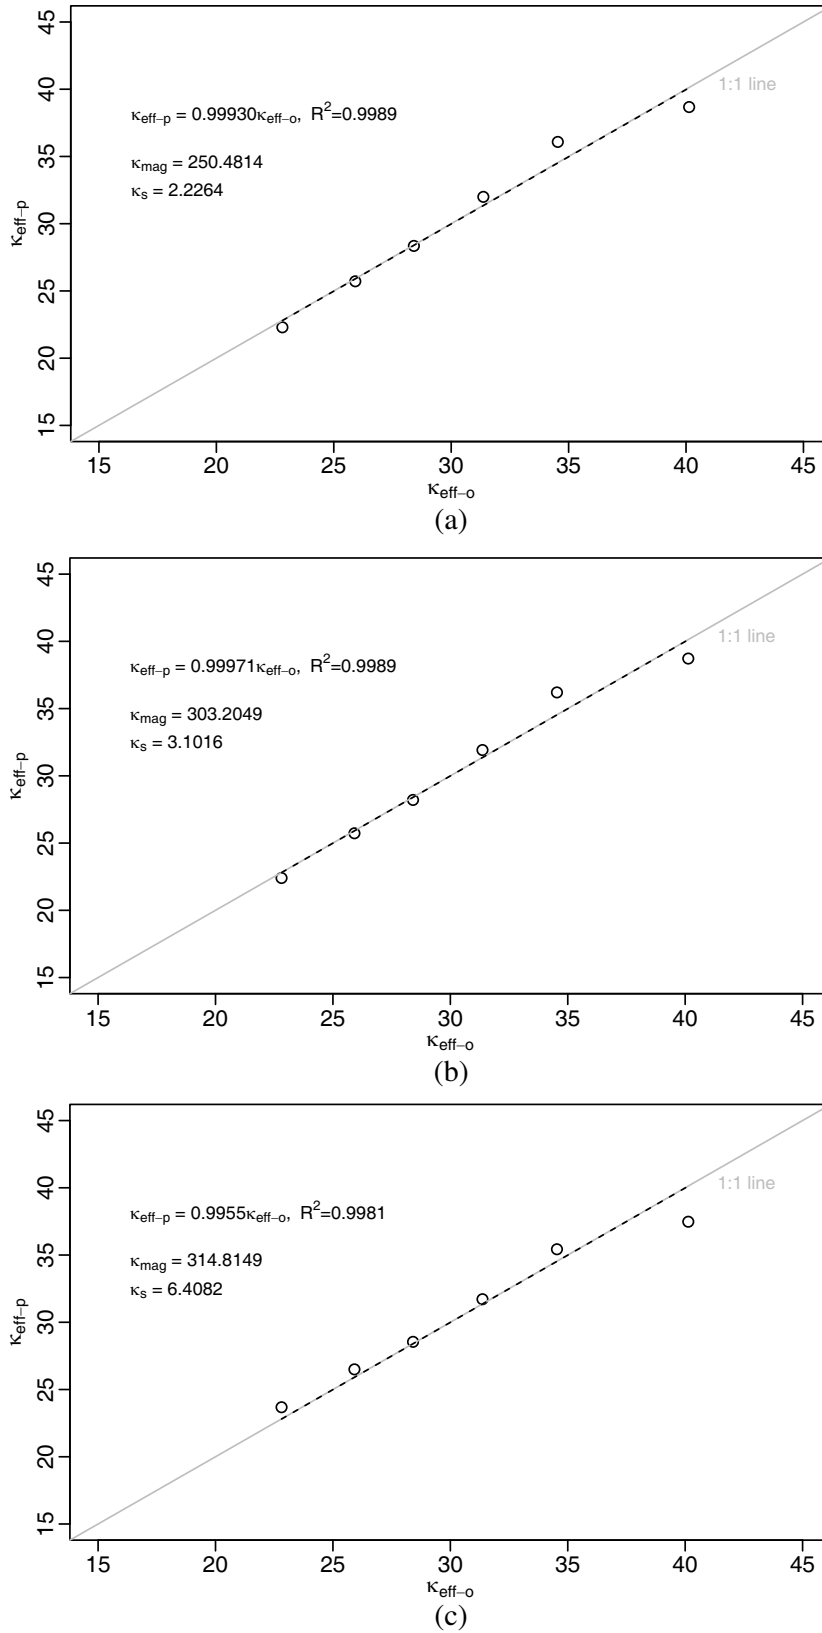 45
40
35
30
25
20
15
κeff−p
1:1 line
κeff−p = 0.99930κeff−o, R²=0.9989
κmag = 250.4814
κs = 2.2264
15 20 25 30 35 40 45
κeff−o
(a)
45
40
35
30
25
20
15
κeff−p
1:1 line
κeff−p = 0.99971κeff−o, R²=0.9989
κmag = 303.2049
κs = 3.1016
15 20 25 30 35 40 45
κeff−o
(b)
45
40
35
30
25
20
15
κeff−p
1:1 line
κeff−p = 0.9955κeff−o, R²=0.9981
κmag = 314.8149
κs = 6.4082
15 20 25 30 35 40 45
κeff−o
(c)